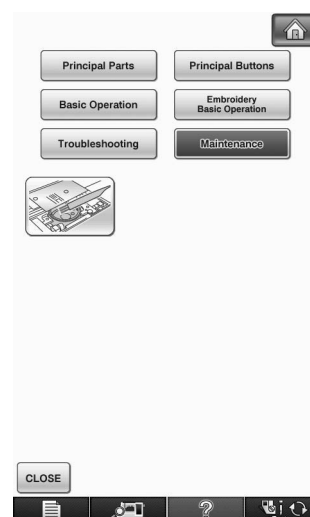 Principal Parts
Principal Buttons
Basic Operation
Embroidery
Basic Operation
Troubleshooting
Maintenance
CLOSE